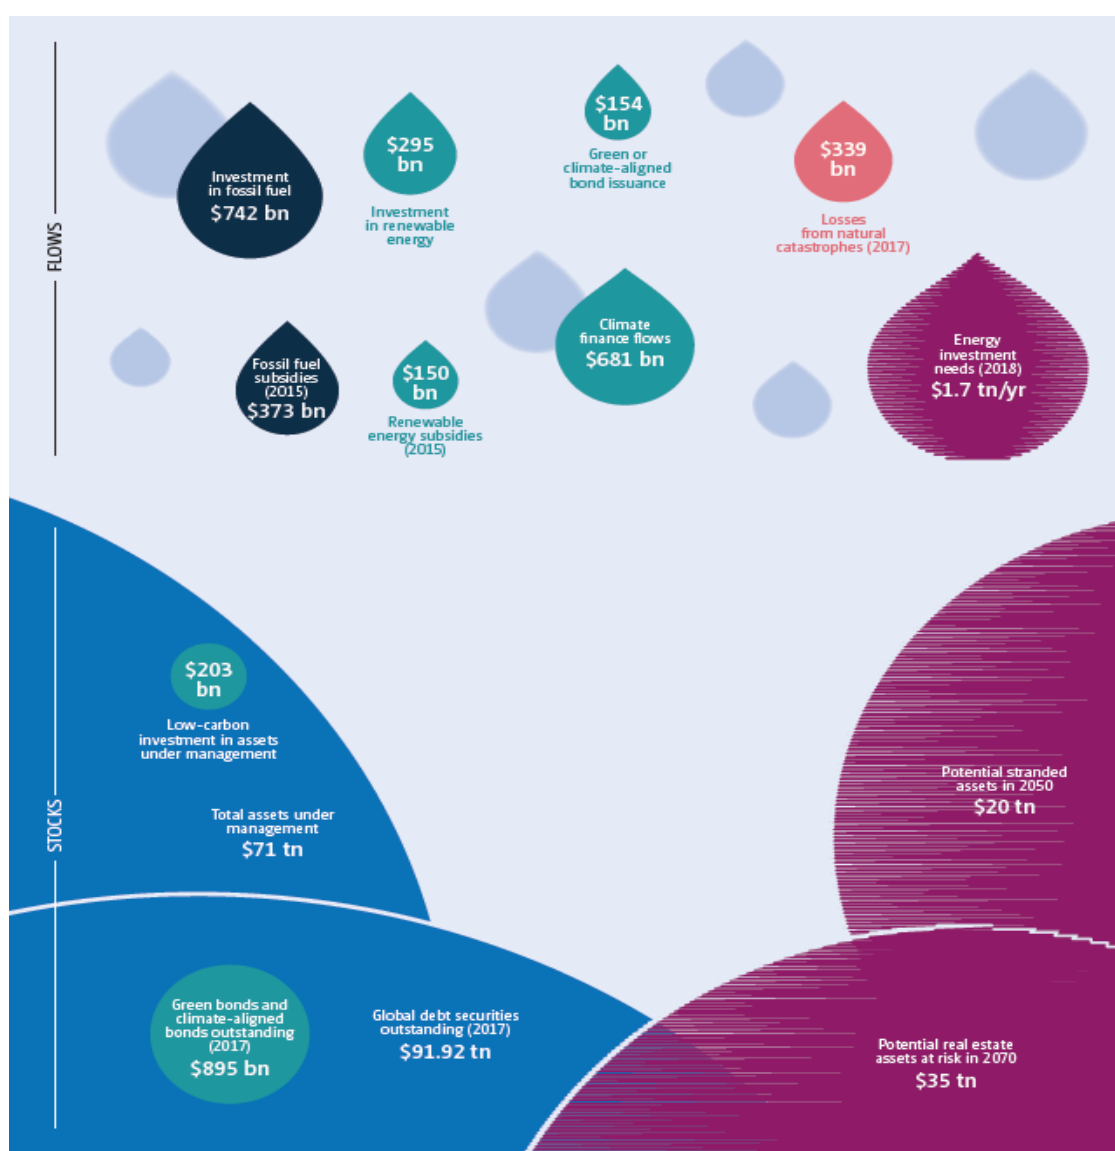 FLOWS
Investment
in fossil fuel
$742 bn
$295
bn
Investment
in renewable
energy
$154
bn
Green or
climate-aligned
bond issuance
$339
bn
Losses
from natural
catastrophes (2017)
Fossil fuel
subsidies
(2015)
$373 bn
$150
bn
Renewable
energy subsidies
(2015)
Climate
finance flows
$681 bn
Energy
investment
needs (2018)
$1.7 tn/yr
STOCKS
$203
bn
Low-carbon
investment in assets
under management
Total assets under
management
$71 tn
Potential stranded
assets in 2050
$20 tn
Green bonds and
climate-aligned
bonds outstanding
(2017)
$895 bn
Global debt securities
outstanding (2017)
$91.92 tn
Potential real estate
assets at risk in 2070
$35 tn